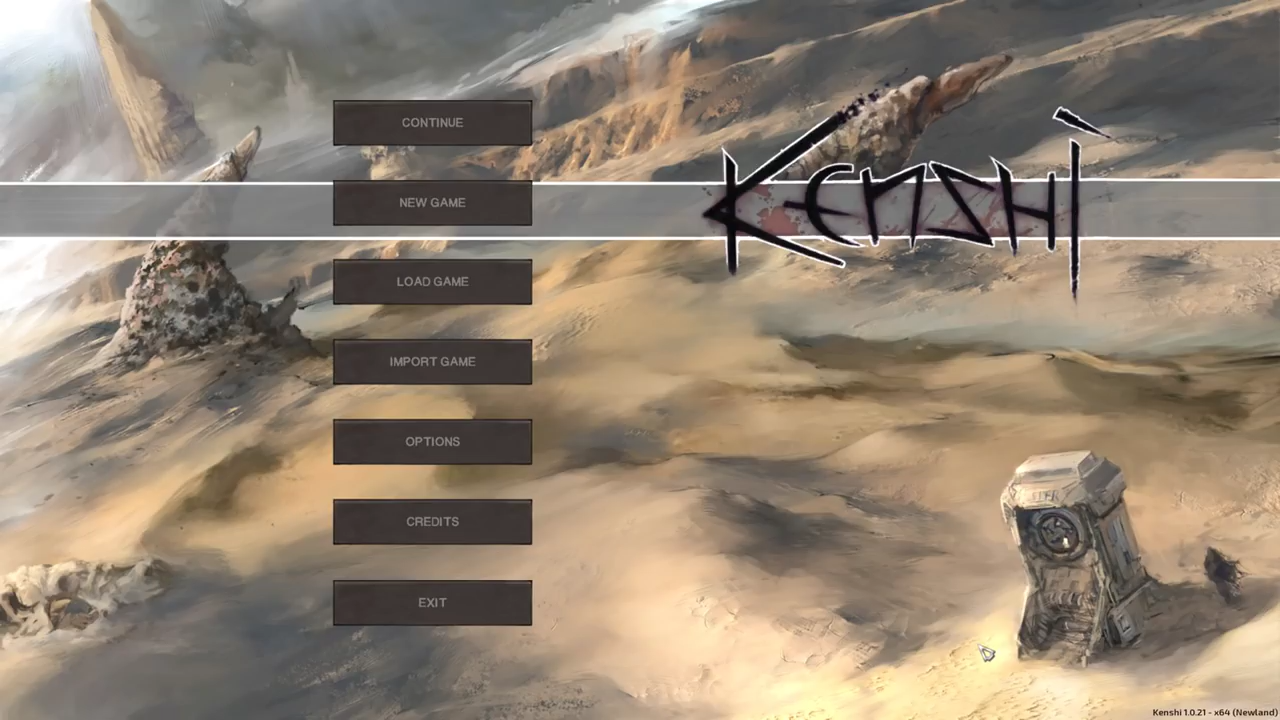 CONTINUE
NEW GAME
Kenshi
LOAD GAME
IMPORT GAME
OPTIONS
CREDITS
EXIT
Kenshi 1.0.21 - x64 (Newland)